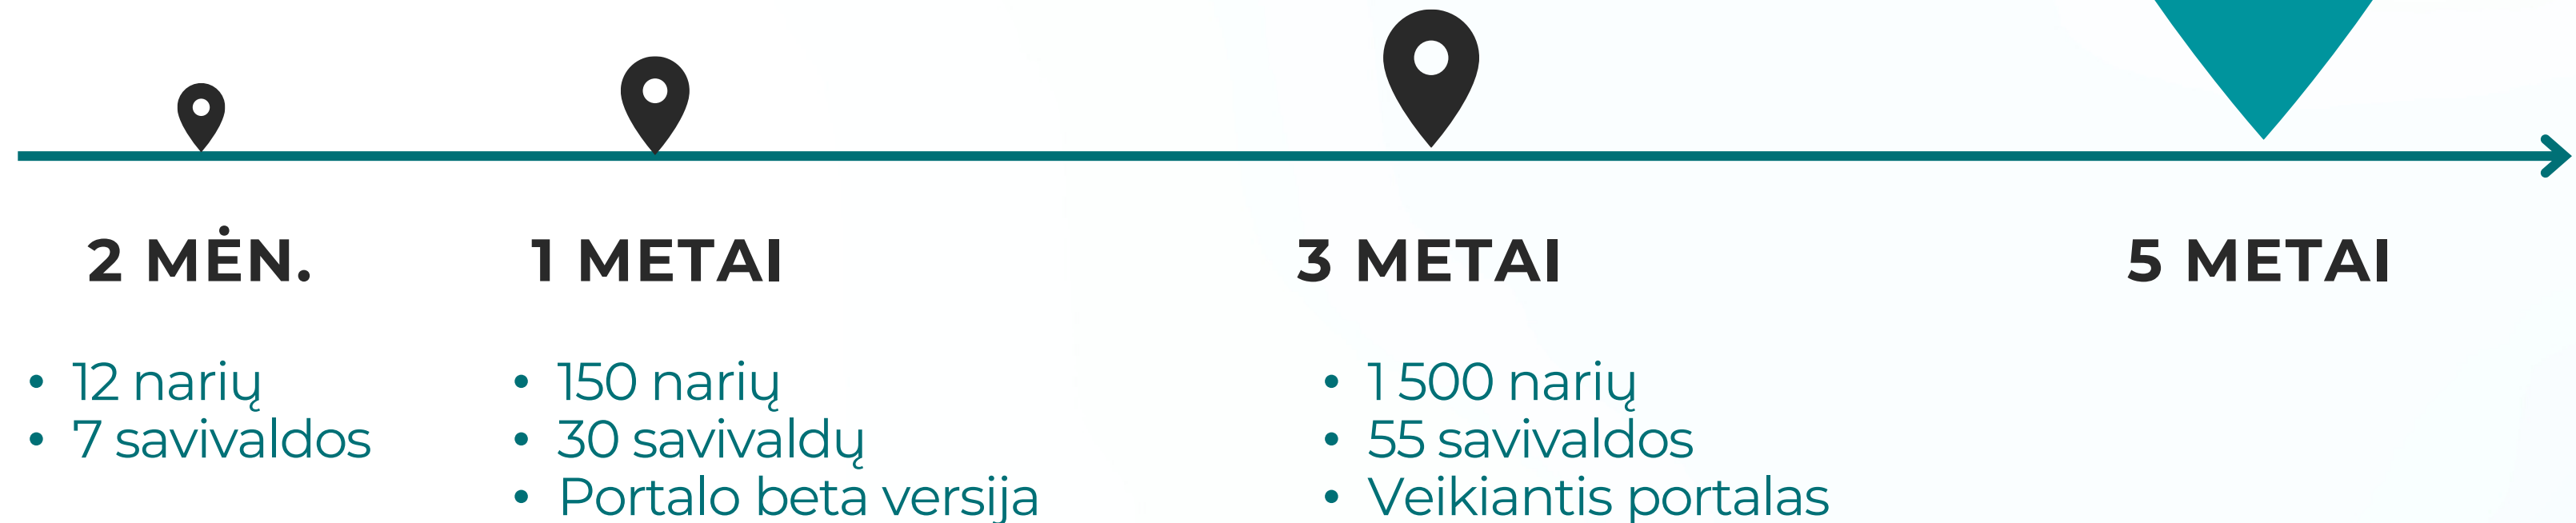 2 MĖN.
1 METAI
3 METAI
5 METAI
• 12 narių
• 7 savivaldos
• 150 narių
• 30 savivaldų
• Portalo beta versija
• 1 500 narių
• 55 savivaldos
• Veikiantis portalas